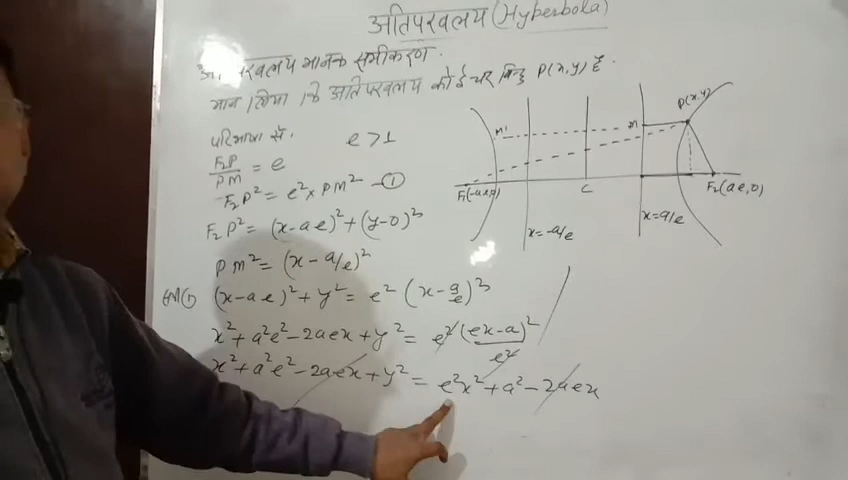 अतिपरवलय (Hyberbola)
परवलय मानक समीकरण.
माना लिया कि अतिपरवलय कोई चर बिन्दु P(x,y) है.
परिभाषा से. e>1
F₂P/PM = e
F₂P² = e² × PM² —①
F₂P² = (x-ae)² + (y-0)²
PM² = (x - a/e)²
(x-ae)² + y² = e² (x - a/e)²
x² + a²e² - 2aex + y² = e² (ex-a)²/e²
x² + a²e² - 2aex + y² = e²x² + a² - 2aex
P(x,y)
M'
M
F₁(-ae,0)
C
F₂(ae,0)
x=-a/e
x=a/e